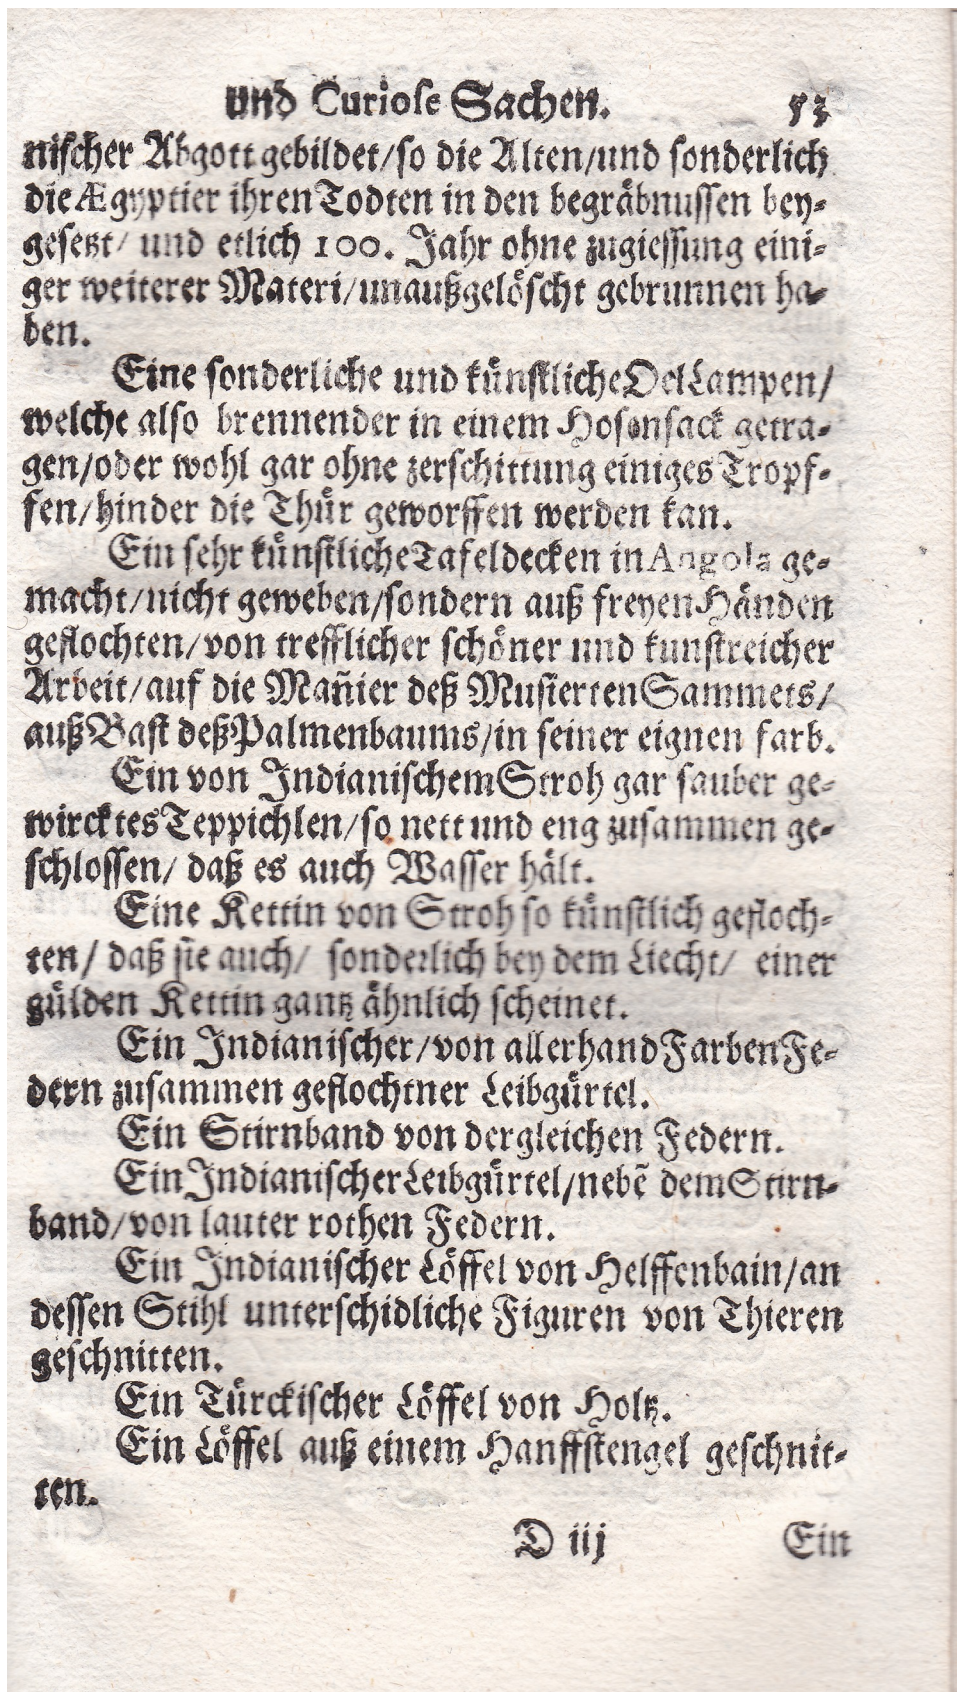 und Curiose Sachen. 53
nischer Abgott gebildet/so die Alten/und sonderlich
die Ægyptier ihren Todten in den begräbnussen bey-
gesetzt/ und etlich 100. Jahr ohne zugiessung eini-
ger weiterer Materi/unaußgelöscht gebrunnen ha-
ben.
Eine sonderliche und künstliche Oel Lampen/
welche also brennender in einem Hosensack getra-
gen/oder wohl gar ohne zerschittung einiges Tropf-
fen/hinder die Thür geworffen werden kan.
Ein sehr künstliche Tafeldecken in Angola ge-
macht/nicht geweben/sondern auß freyen Händen
geflochten/von trefflicher schöner und kunstreicher
Arbeit/auf die Mañier deß Musierten Sammets/
auß Bast deß Palmenbaums/in seiner eignen farb.
Ein von Indianischem Stroh gar sauber ge-
wircktes Teppichlen/so nett und eng zusammen ge-
schlossen/ daß es auch Wasser hält.
Eine Kettin von Stroh so künstlich gefloch-
ten/ daß sie auch/ sonderlich bey dem Liecht/ einer
gülden Kettin gantz ähnlich scheinet.
Ein Indianischer/von allerhand Farben Fe-
dern zusammen geflochtner Leibgürtel.
Ein Stirnband von dergleichen Federn.
Ein Indianischer Leibgürtel/nebẽ dem Stirn-
band/von lauter rothen Federn.
Ein Indianischer Löffel von Helffenbain/an
dessen Stihl unterschidliche Figuren von Thieren
geschnitten.
Ein Türckischer Löffel von Holtz.
Ein Löffel auß einem Hanffstengel geschnit-
ten.
D iij Ein